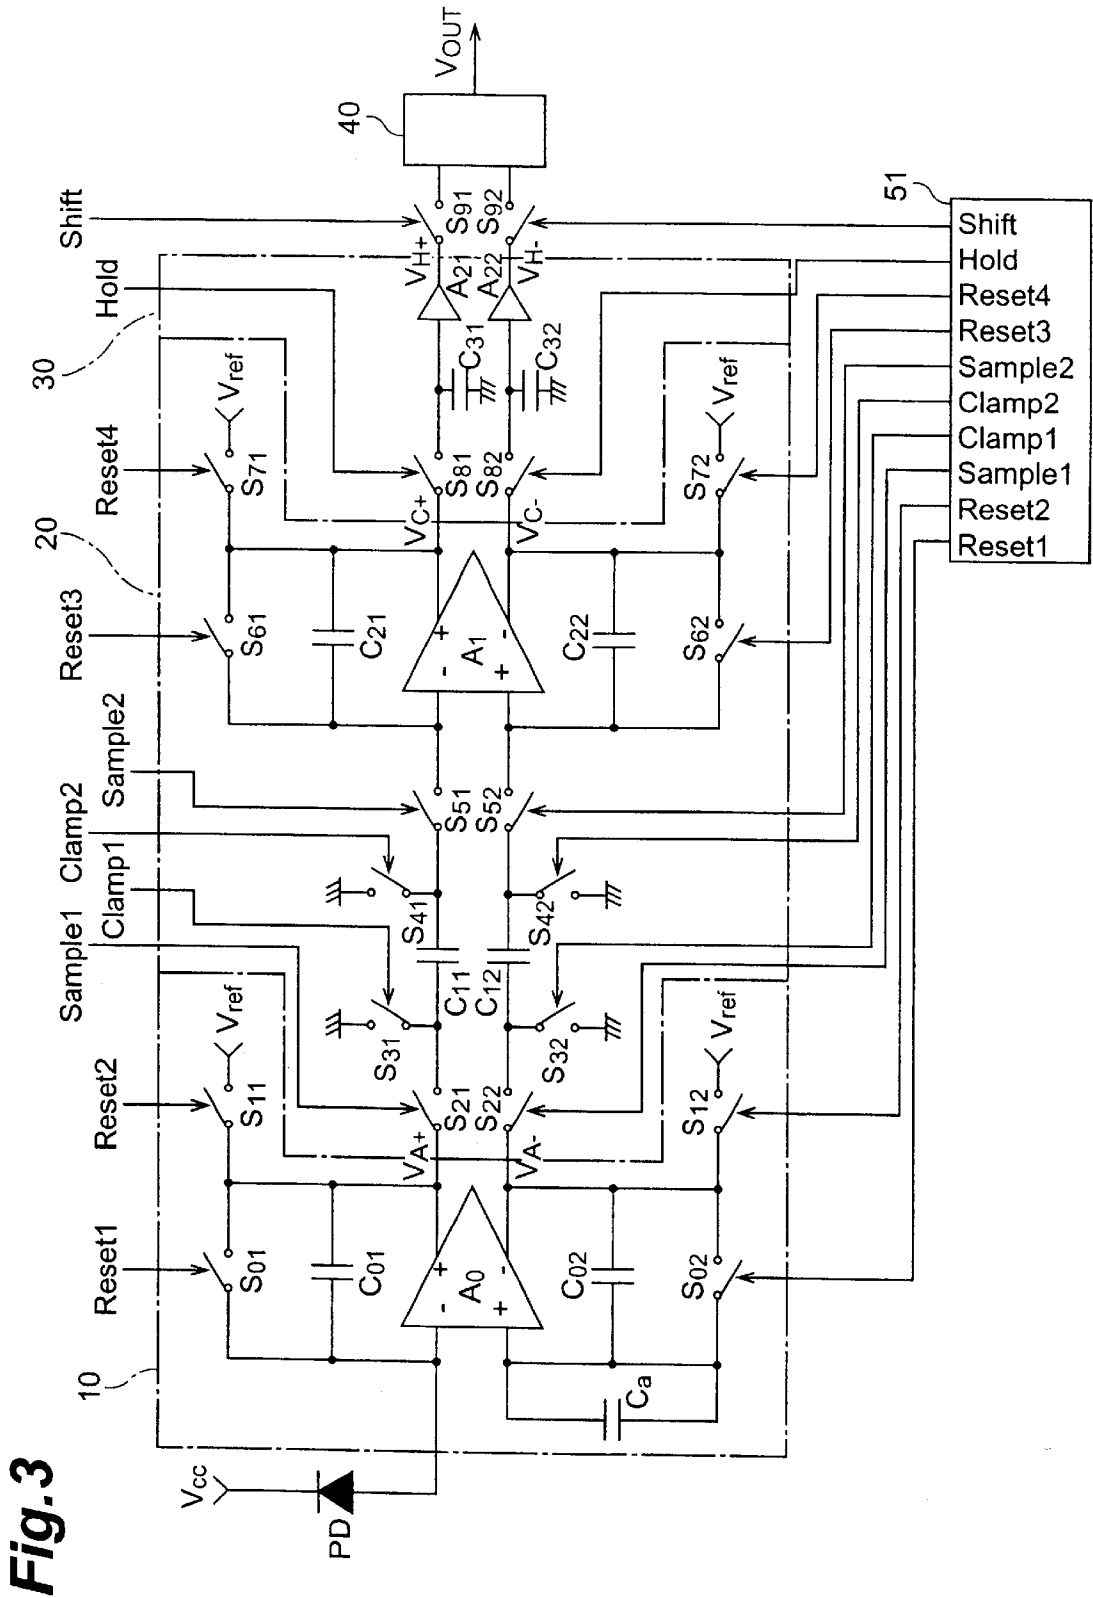 Fig.3
10
20
30
Reset1
Reset2
Sample1
Clamp1
Clamp2
Sample2
Reset3
Reset4
Hold
Shift
Vcc
PD
S01
S11
Vref
C01
A0
- +
+ -
VA+
VA-
C02
Ca
S02
S12
Vref
S21
S22
S31
S32
C11
C12
S41
S42
S51
S52
S61
S71
Vref
C21
A1
- +
+ -
VC+
VC-
C22
S62
S72
Vref
S81
S82
C31
C32
A21
A22
VH+
VH-
S91
S92
40
VOUT
51
Shift
Hold
Reset4
Reset3
Sample2
Clamp2
Clamp1
Sample1
Reset2
Reset1